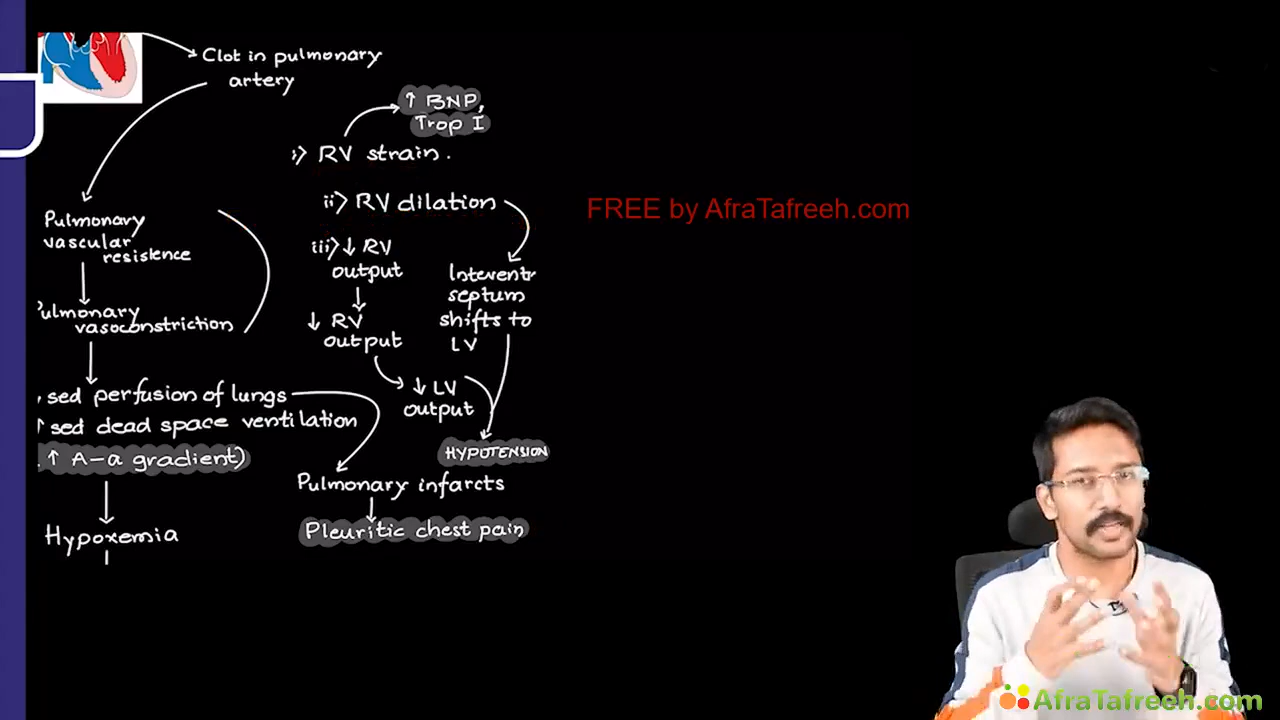 Clot in pulmonary
artery
↑ BNP,
Trop I
i) RV strain.
ii) RV dilation
iii) ↓ RV
output
↓ RV
output
Intevent
septum
shifts to
LV
↓ LV
output
HYPOTENSION
Pulmonary
vascular
resistence
Pulmonary
vasoconstriction
sed perfusion of lungs
↑ sed dead space ventilation
↑ A-a gradient)
Hypoxemia
Pulmonary infarcts
Pleuritic chest pain
FREE by AfraTafreeh.com
AfraTafreeh.com